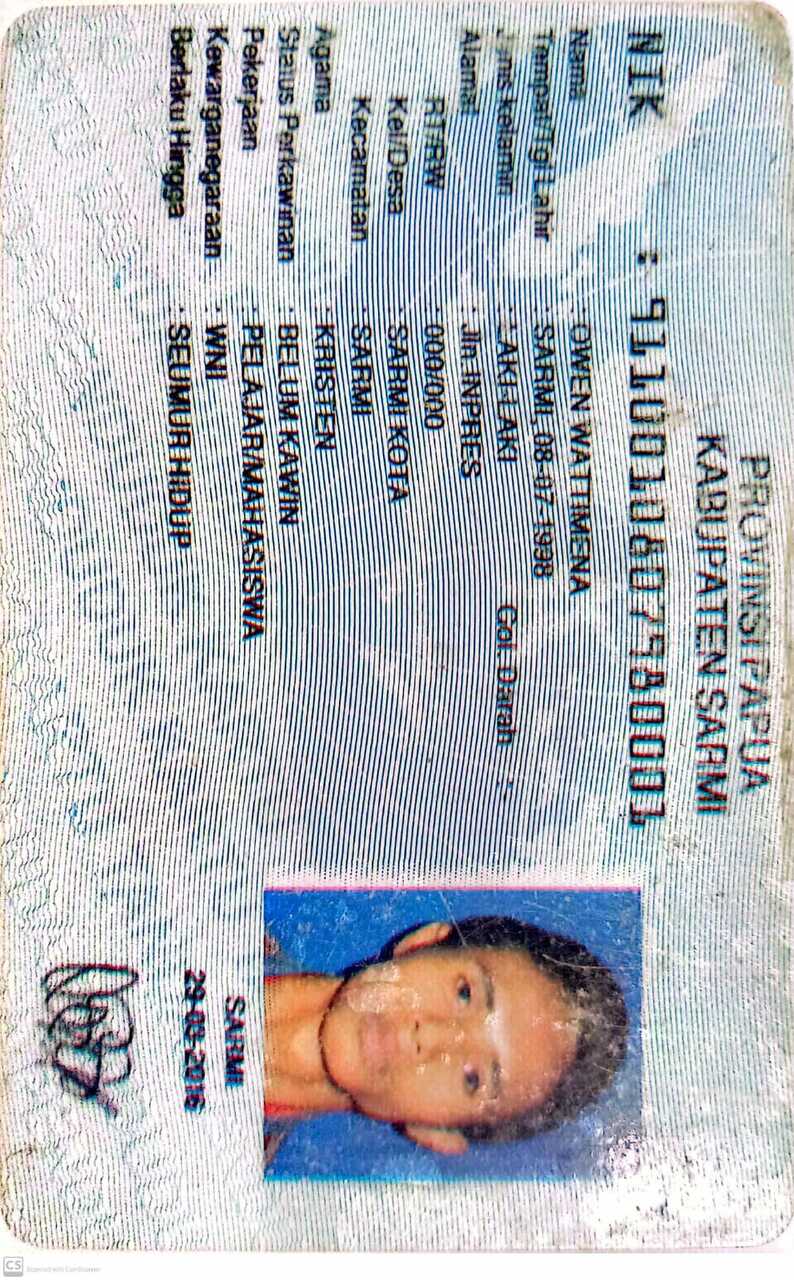 PROVINSI PAPUA
KABUPATEN SARMI
NIK : 9110010807980001
Nama : OWEN WATTIMENA
Tempat/Tgl Lahir : SARMI, 08-07-1998
Jenis kelamin : LAKI-LAKI Gol. Darah : -
Alamat : Jln.INPRES
RT/RW : 000/000
Kel/Desa : SARMI KOTA
Kecamatan : SARMI
Agama : KRISTEN
Status Perkawinan : BELUM KAWIN
Pekerjaan : PELAJAR/MAHASISWA
Kewarganegaraan : WNI
Berlaku Hingga : SEUMUR HIDUP
SARMI
29-03-2016
CS